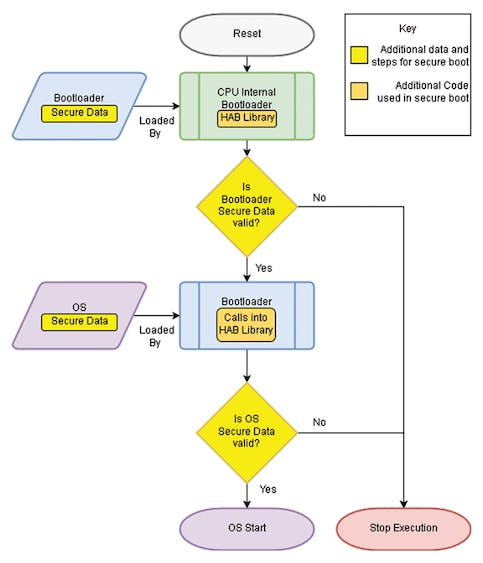 Reset
Key
Additional data and
steps for secure boot
Additional Code
used in secure boot
Bootloader
Secure Data
Loaded
By
CPU Internal
Bootloader
HAB Library
Is
Bootloader
Secure Data
valid?
No
Yes
OS
Secure Data
Loaded
By
Bootloader
Calls into
HAB Library
Is OS
Secure Data
valid?
No
Yes
OS Start
Stop Execution